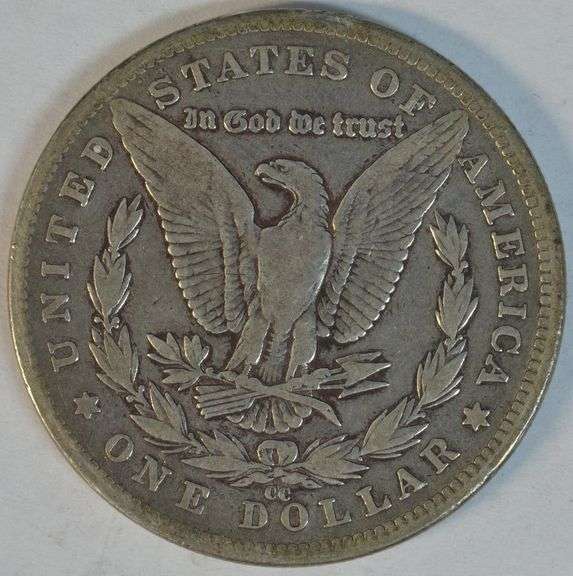 UNITED STATES OF AMERICA
In God we trust
CC
ONE DOLLAR